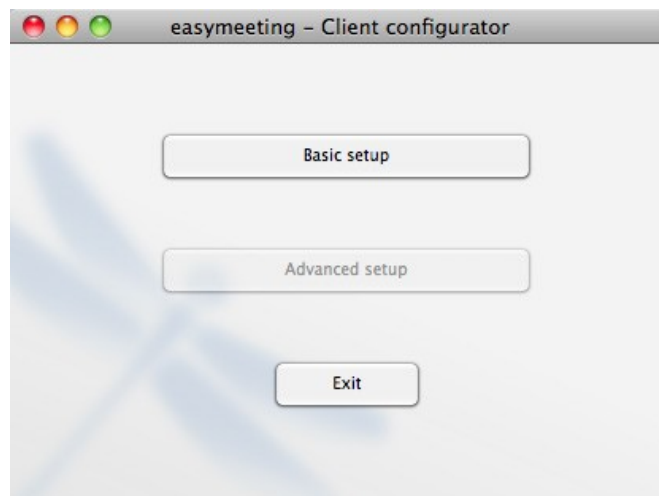 easymeeting – Client configurator
Basic setup
Advanced setup
Exit